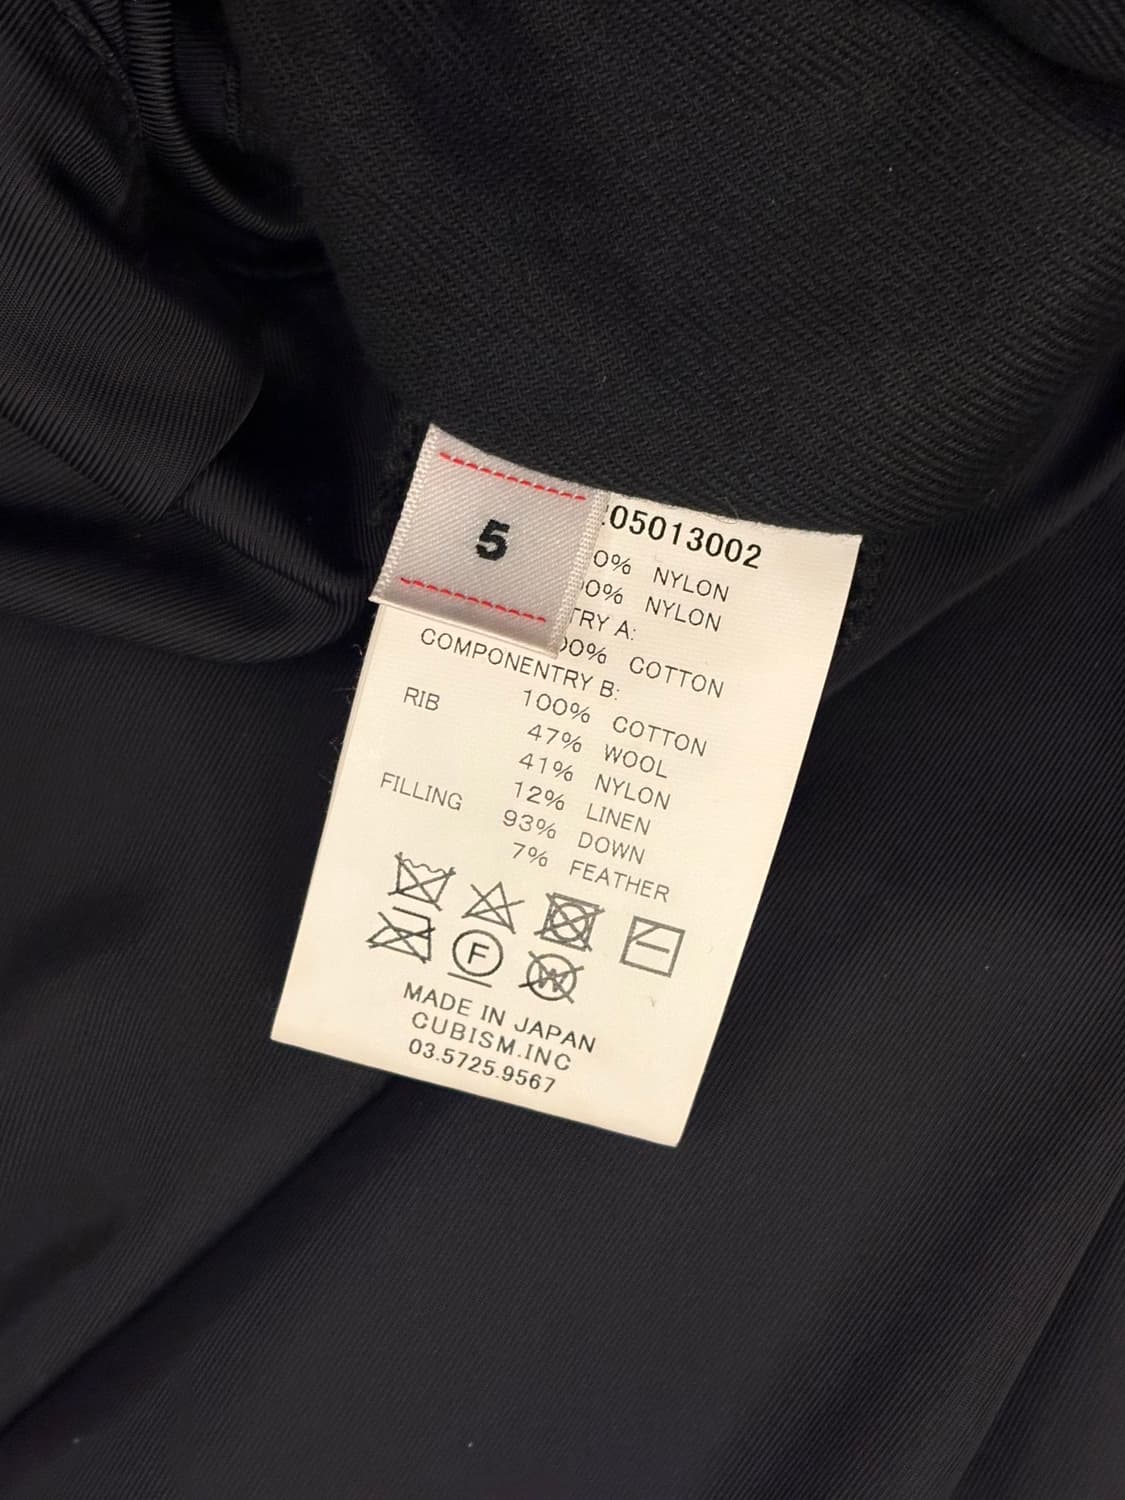 5
05013002
0% NYLON
00% NYLON
TRY A:
00% COTTON
COMPONENTRY B:
100% COTTON
RIB 47% WOOL
41% NYLON
12% LINEN
FILLING 93% DOWN
7% FEATHER
F
W
MADE IN JAPAN
CUBISM.INC
03.5725.9567